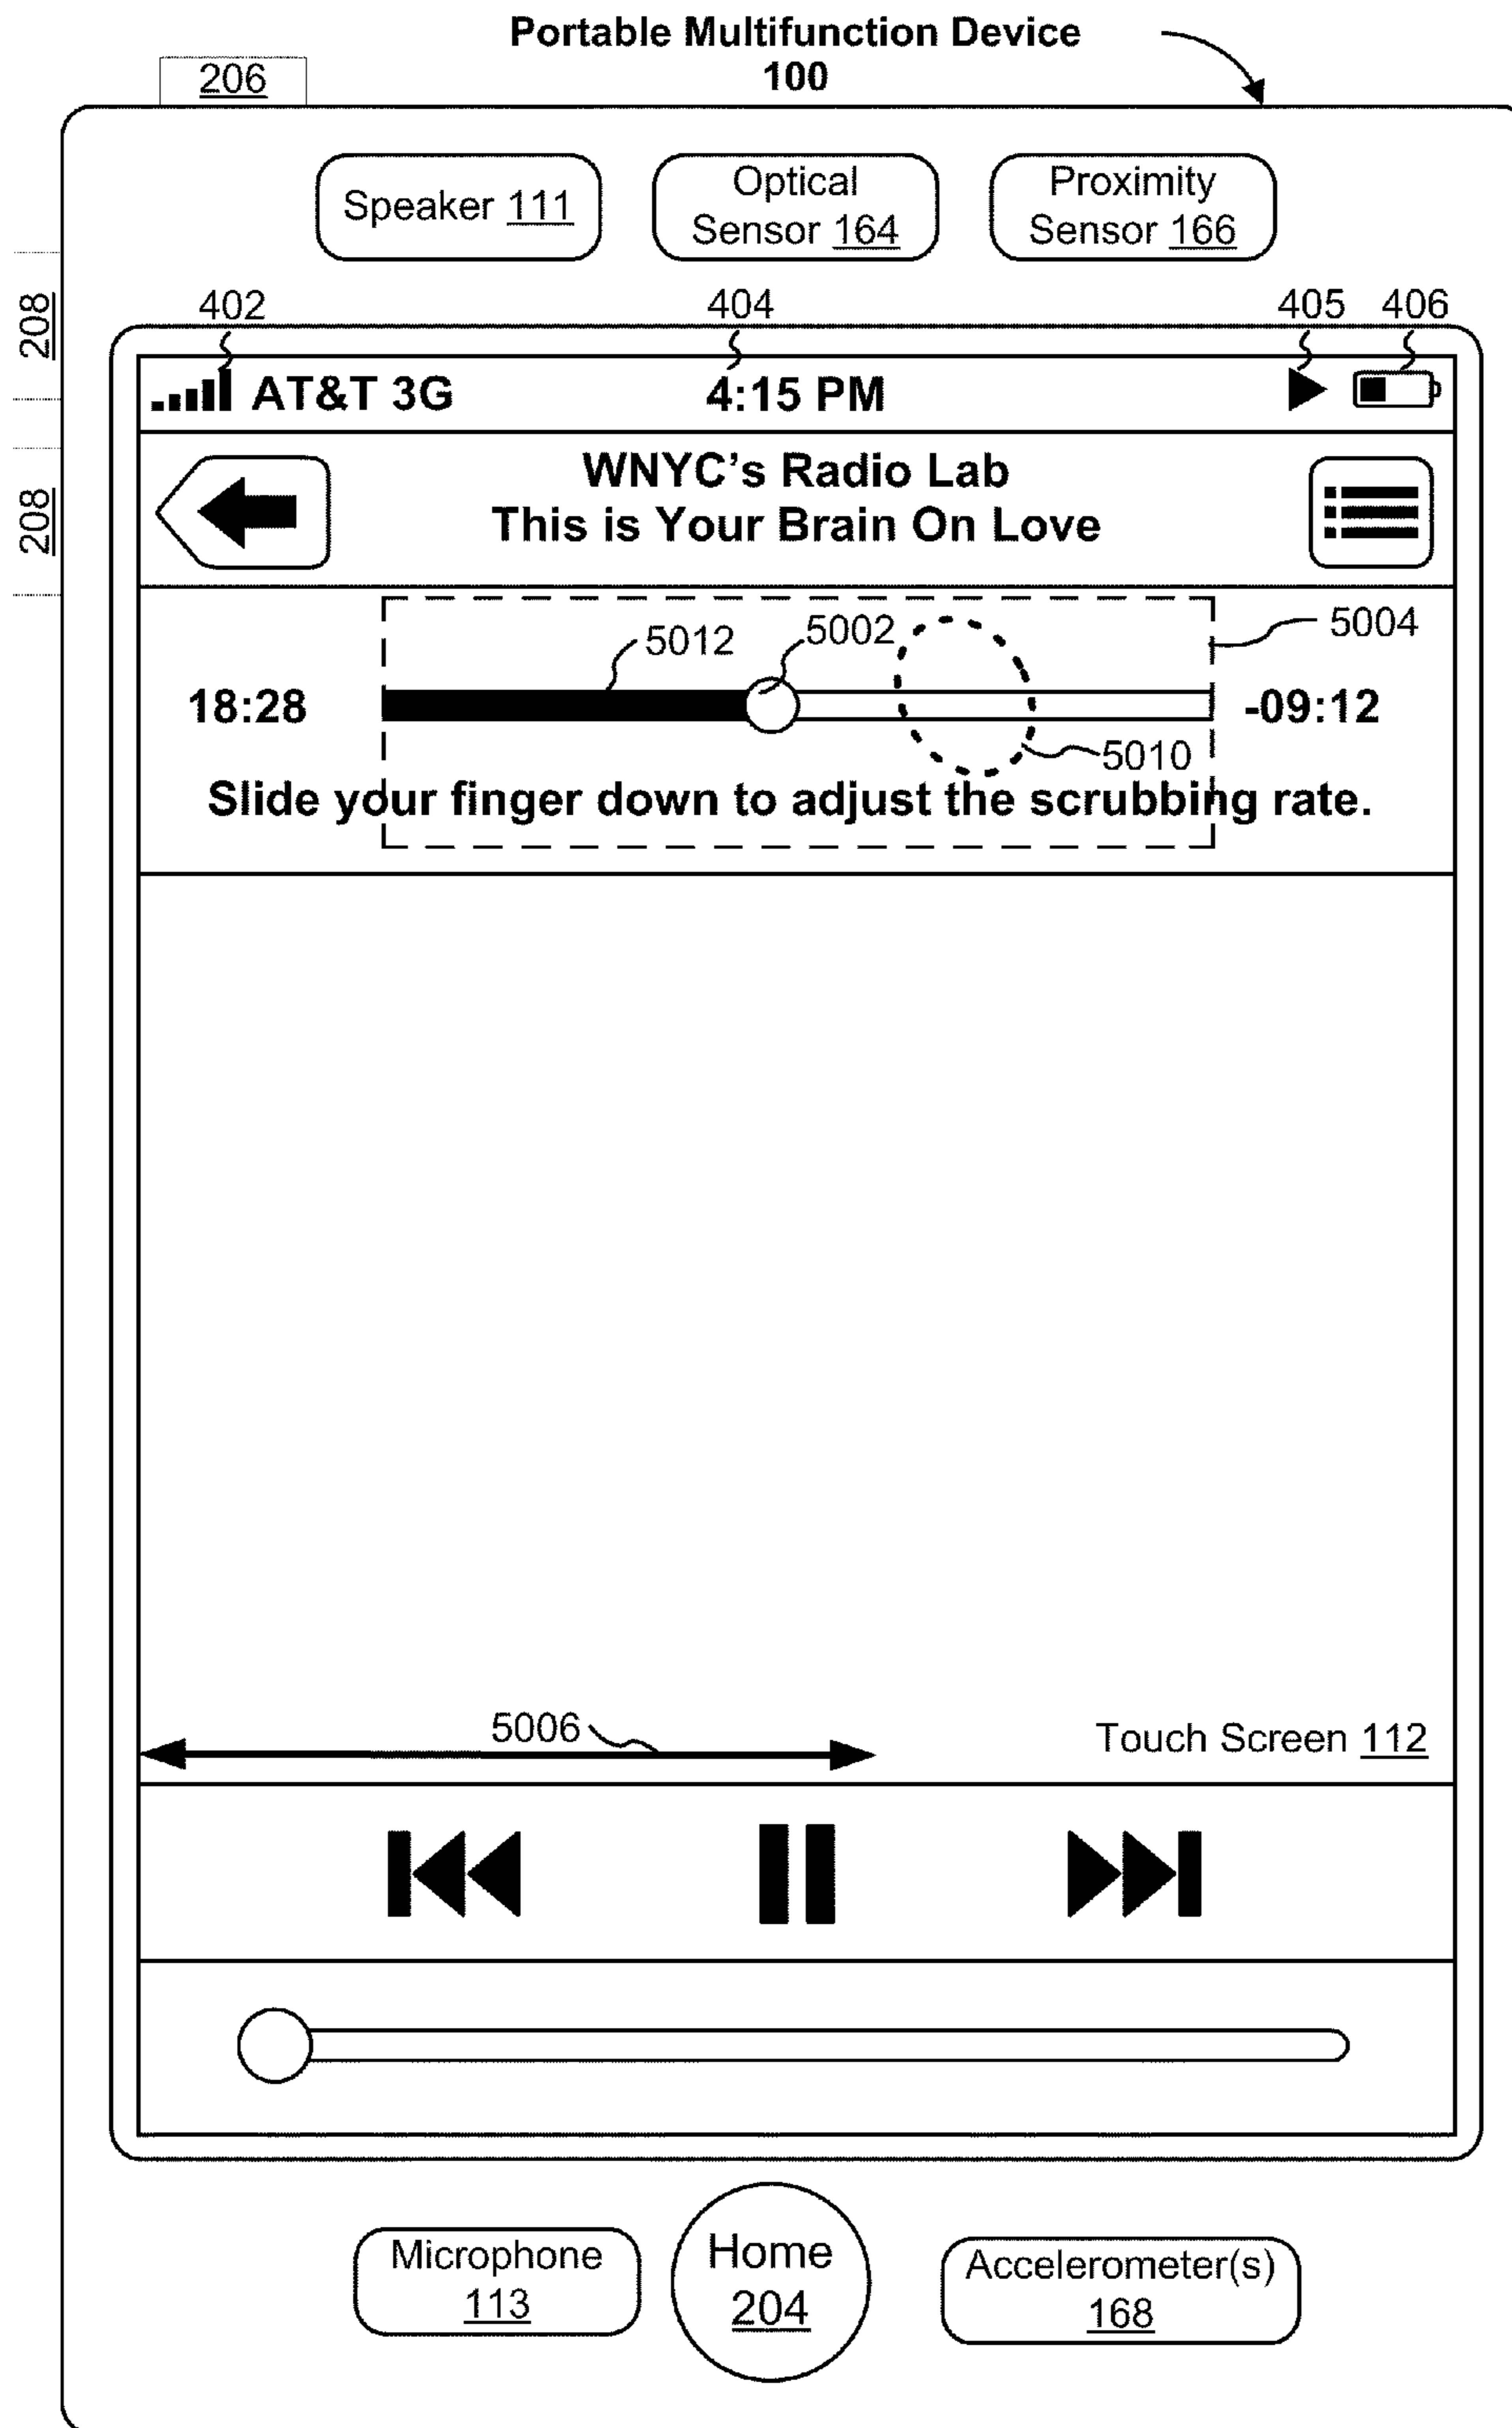 Portable Multifunction Device
100
206
Speaker 111
Optical
Sensor 164
Proximity
Sensor 166
208
208
402
404
405
406
AT&T 3G
4:15 PM
WNYC's Radio Lab
This is Your Brain On Love
5012
5002
5004
18:28
-09:12
5010
Slide your finger down to adjust the scrubbing rate.
5006
Touch Screen 112
Microphone
113
Home
204
Accelerometer(s)
168